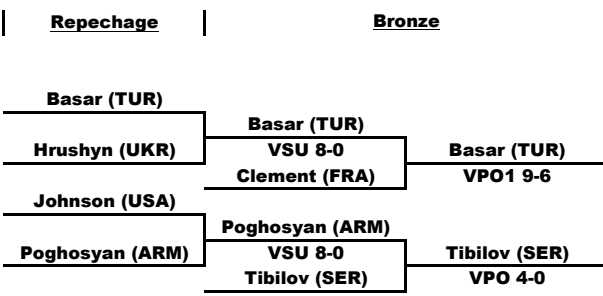 Repechage Bronze
Basar (TUR)
Basar (TUR)
Hrushyn (UKR) VSU 8-0 Basar (TUR)
Clement (FRA) VPO1 9-6
Johnson (USA)
Poghosyan (ARM)
Poghosyan (ARM) VSU 8-0 Tibilov (SER)
Tibilov (SER) VPO 4-0